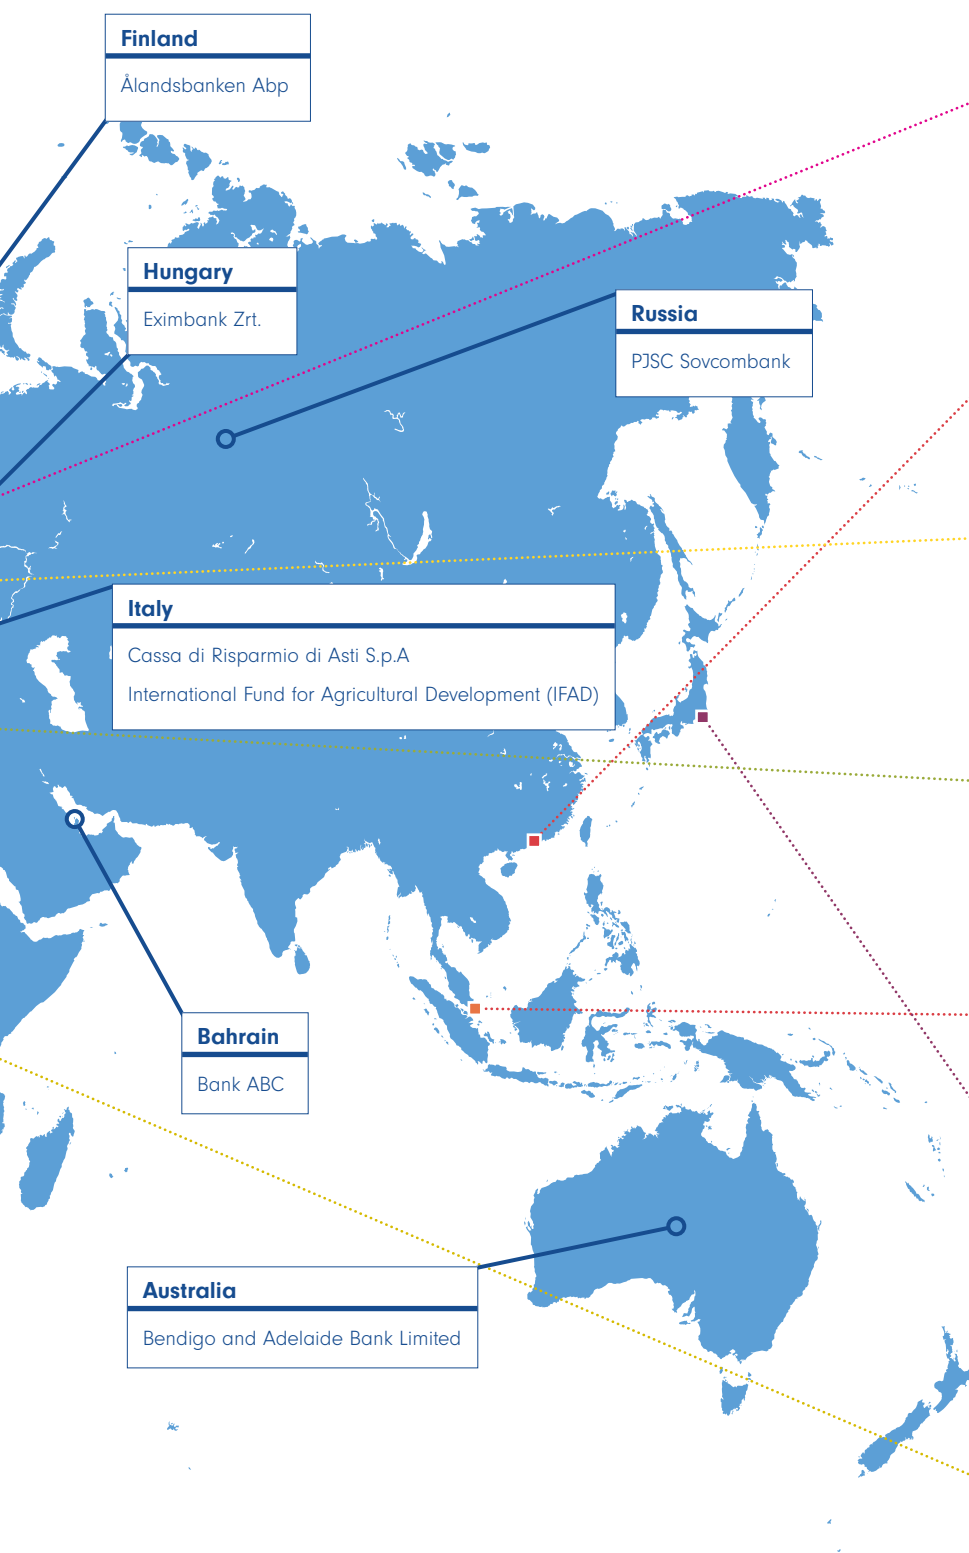 Finland
Ålandsbanken Abp
Hungary
Eximbank Zrt.
Russia
PJSC Sovcombank
Italy
Cassa di Risparmio di Asti S.p.A
International Fund for Agricultural Development (IFAD)
Bahrain
Bank ABC
Australia
Bendigo and Adelaide Bank Limited